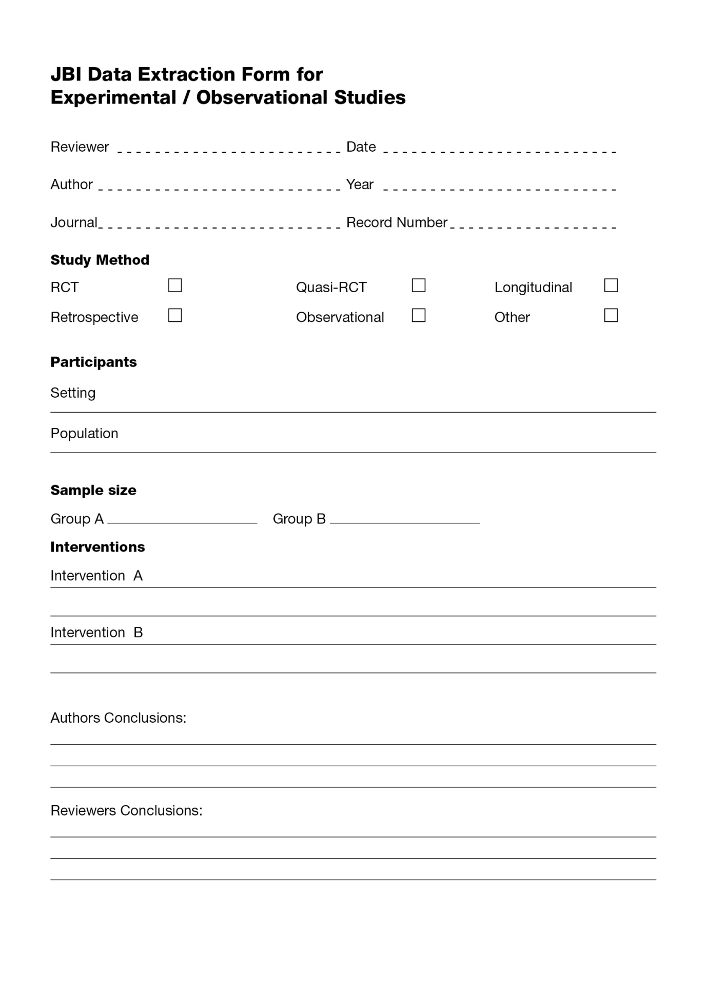 JBI Data Extraction Form for
Experimental / Observational Studies
Reviewer Date
Author Year
Journal Record Number
Study Method
RCT Quasi-RCT Longitudinal
Retrospective Observational Other
Participants
Setting
Population
Sample size
Group A Group B
Interventions
Intervention A
Intervention B
Authors Conclusions:
Reviewers Conclusions: